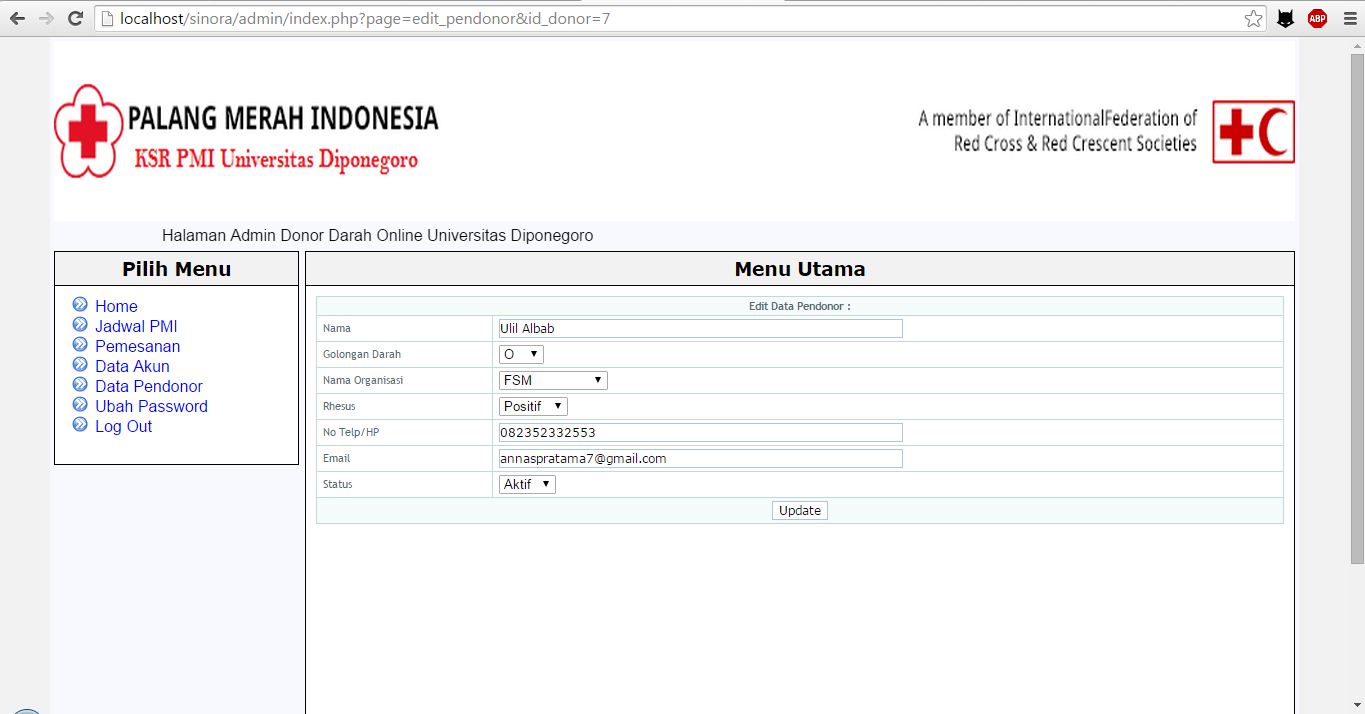 localhost/sinora/admin/index.php?page=edit_pendonor&id_donor=7
ABP
PALANG MERAH INDONESIA
KSR PMI Universitas Diponegoro
A member of InternationalFederation of
Red Cross & Red Crescent Societies
Halaman Admin Donor Darah Online Universitas Diponegoro
Pilih Menu
Home
Jadwal PMI
Pemesanan
Data Akun
Data Pendonor
Ubah Password
Log Out
Menu Utama
Edit Data Pendonor :
Nama Ulil Albab
Golongan Darah O
Nama Organisasi FSM
Rhesus Positif
No Telp/HP 082352332553
Email annaspratama7@gmail.com
Status Aktif
Update